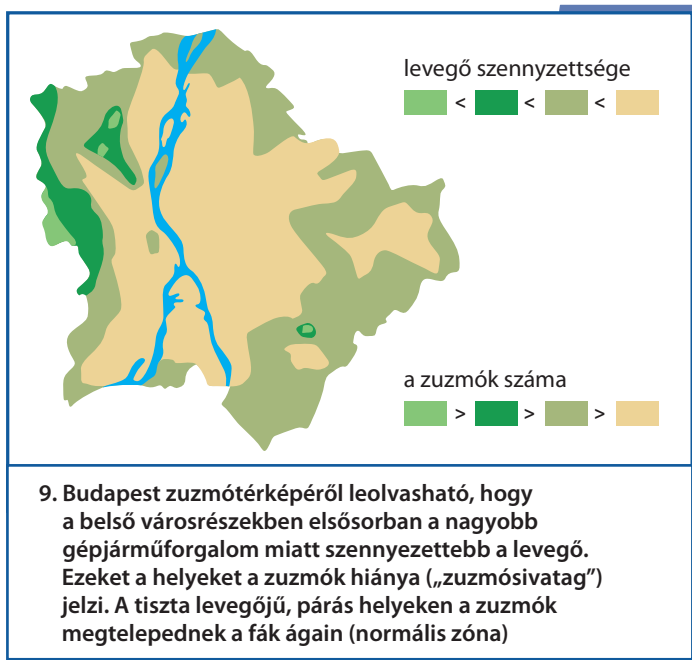 levegő szennyzettsége
< < <
a zuzmók száma
> > >
9. Budapest zuzmótérképéről leolvasható, hogy
a belső városrészekben elsősorban a nagyobb
gépjárműforgalom miatt szennyezettebb a levegő.
Ezeket a helyeket a zuzmók hiánya („zuzmósivatag”)
jelzi. A tiszta levegőjű, párás helyeken a zuzmók
megtelepednek a fák ágain (normális zóna)